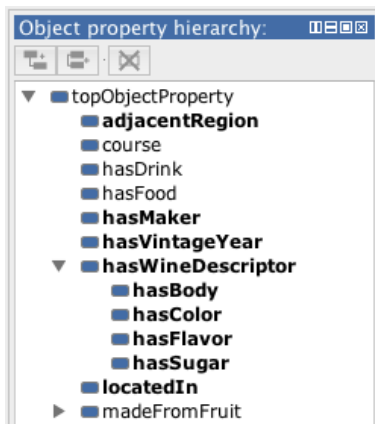 Object property hierarchy:
topObjectProperty
adjacentRegion
course
hasDrink
hasFood
hasMaker
hasVintageYear
hasWineDescriptor
hasBody
hasColor
hasFlavor
hasSugar
locatedIn
madeFromFruit